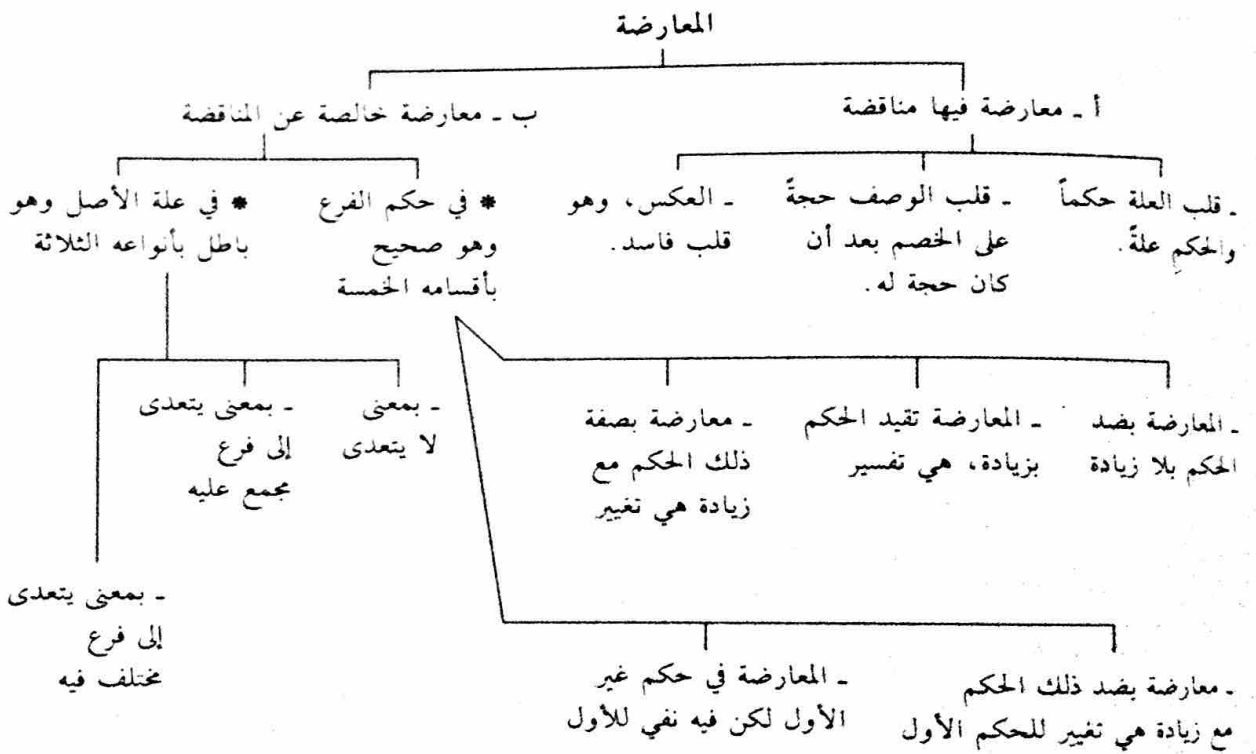 المعارضة
أ ـ معارضة فيها مناقضة
ب ـ معارضة خالصة عن المناقضة
ـ قلب العلة حكماً
والحكمِ علةً.
ـ قلب الوصف حجةً
على الخصم بعد أن
كان حجة له.
ـ العكس، وهو
قلب فاسد.
* في حكم الفرع
وهو صحيح
بأقسامه الخمسة
* في علة الأصل وهو
باطل بأنواعه الثلاثة
ـ المعارضة بضد
الحكم بلا زيادة
ـ المعارضة تقيد الحكم
بزيادة، هي تفسير
ـ معارضة بصفة
ذلك الحكم مع
زيادة هي تغيير
ـ بمعنى
لا يتعدى
ـ بمعنى يتعدى
إلى فرع
مجمع عليه
ـ بمعنى يتعدى
إلى فرع
مختلف فيه
ـ معارضة بضد ذلك الحكم
مع زيادة هي تغيير للحكم الأول
ـ المعارضة في حكم غير
الأول لكن فيه نفي للأول